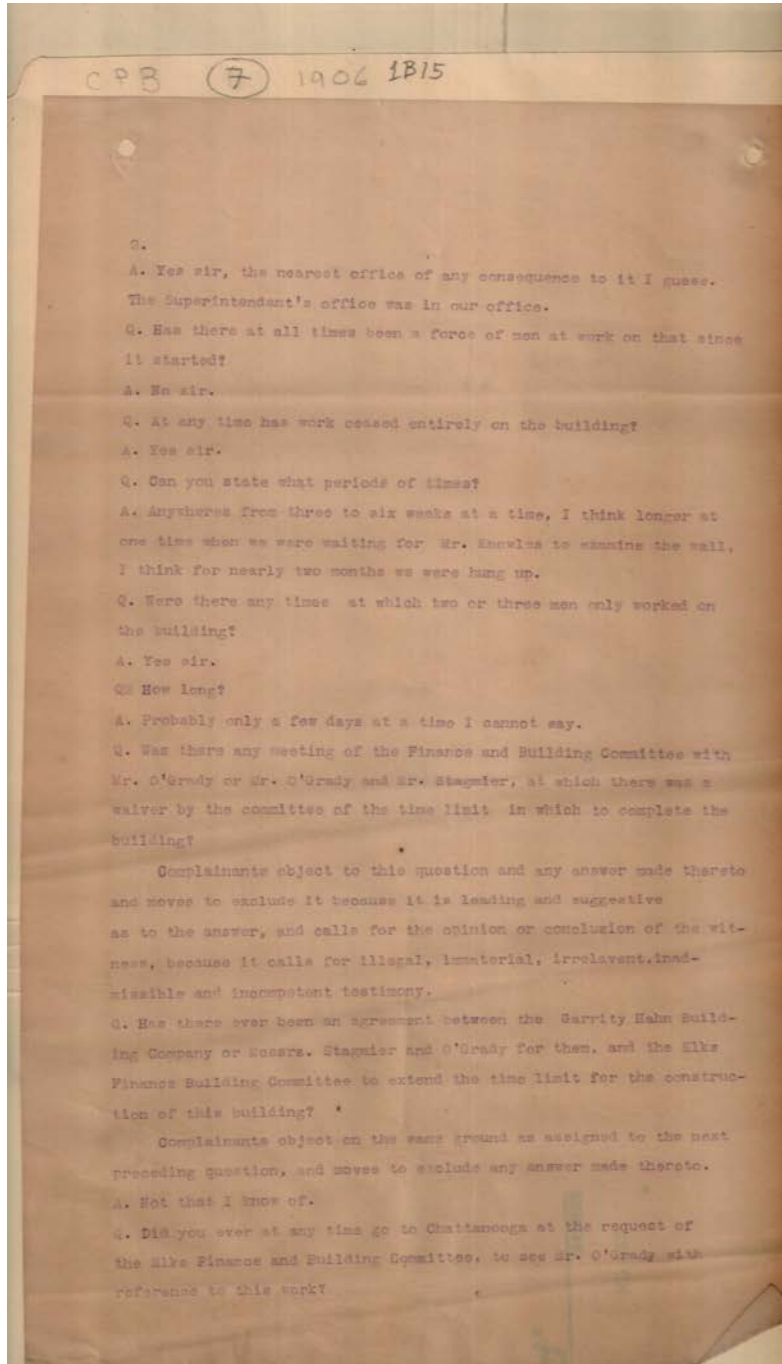 CPB 7 1906 1B15
2.
A. Yes sir, the nearest office of any consequence to it I guess.
The Superintendant's office was in our office.
Q. Has there at all times been a force of men at work on that since
it started?
A. No sir.
Q. At any time has work ceased entirely on the building?
A. Yes sir.
Q. Can you state what periods of times?
A. Anywheres from three to six weeks at a time, I think longer at
one time when we were waiting for Mr. Knowles to examine the wall,
I think for nearly two months we were hung up.
Q. Were there any times at which two or three men only worked on
the building?
A. Yes sir.
Q: How long?
A. Probably only a few days at a time I cannot say.
Q. Was there any meeting of the Finance and Building Committee with
Mr. O'Grady or Mr. O'Grady and Mr. Stagmier, at which there was a
waiver by the committee of the time limit in which to complete the
building?
Complainants object to this question and any answer made thereto
and moves to exclude it because it is leading and suggestive
as to the answer, and calls for the opinion or conclusion of the wit-
ness, because it calls for illegal, immaterial, irrelavent,inad-
missible and incompetent testimony.
Q. Has there ever been an agreement between the Garrity Hahn Build-
ing Company or Messrs. Stagmier and O'Grady for them, and the Elks
Finance Building Committee to extend the time limit for the construc-
tion of this building?
Complainants object on the same ground as assigned to the next
preceding question, and moves to exclude any answer made thereto.
A. Not that I know of.
Q. Did you ever at any time go to Chattanooga at the request of
the Elks Finance and Building Committee, to see Mr. O'Grady with
reference to this work?